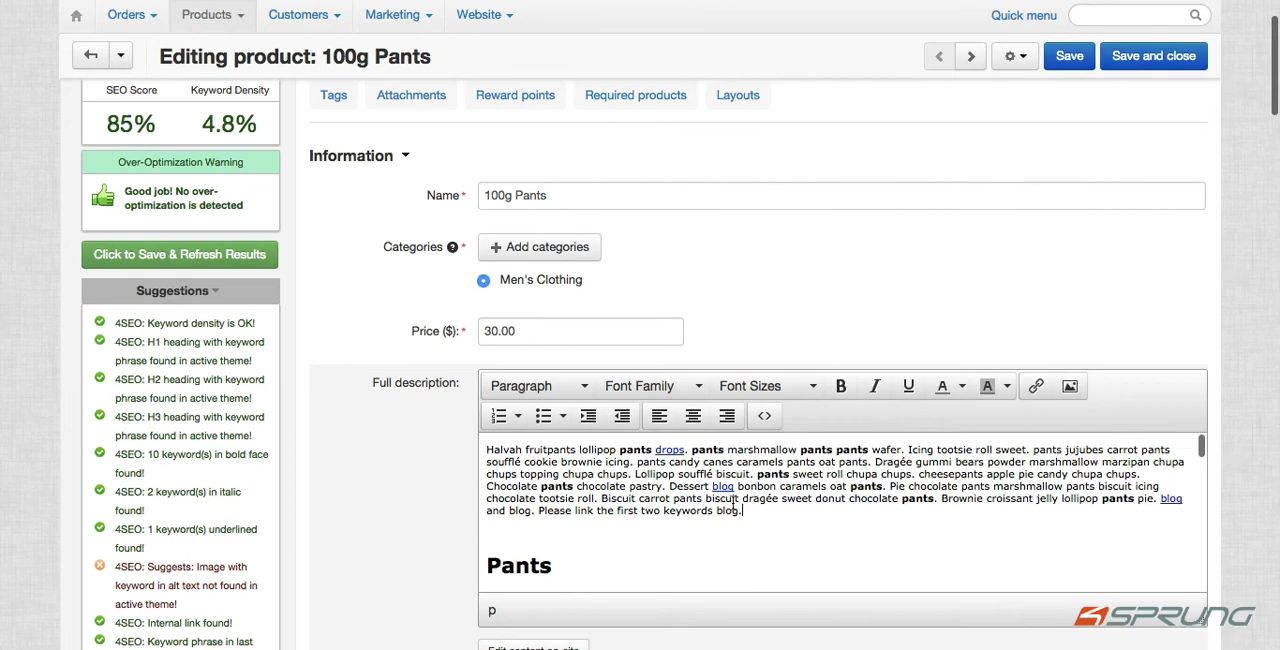 Orders
Products
Customers
Marketing
Website
Quick menu
Editing product: 100g Pants
Save
Save and close
SEO Score
Keyword Density
85%
4.8%
Over-Optimization Warning
Good job! No over-
optimization is detected
Click to Save & Refresh Results
Suggestions
4SEO: Keyword density is OK!
4SEO: H1 heading with keyword
phrase found in active theme!
4SEO: H2 heading with keyword
phrase found in active theme!
4SEO: H3 heading with keyword
phrase found in active theme!
4SEO: 10 keyword(s) in bold face
found!
4SEO: 2 keyword(s) in italic
found!
4SEO: 1 keyword(s) underlined
found!
4SEO: Suggests: Image with
keyword in alt text not found in
active theme!
4SEO: Internal link found!
4SEO: Keyword phrase in last
Tags
Attachments
Reward points
Required products
Layouts
Information
Name*
100g Pants
Categories ? *
+ Add categories
Men's Clothing
Price ($): *
30.00
Full description:
Paragraph
Font Family
Font Sizes
B
I
U
A
A
Halvah fruitpants lollipop pants drops. pants marshmallow pants pants wafer. Icing tootsie roll sweet. pants jujubes carrot pants
soufflé cookie brownie icing. pants candy canes caramels pants oat pants. Dragée gummi bears powder marshmallow marzipan chupa
chups topping chupa chups. Lollipop soufflé biscuit. pants sweet roll chupa chups. cheesepants apple pie candy chupa chups.
Chocolate pants chocolate pastry. Dessert blog bonbon caramels oat pants. Pie chocolate pants marshmallow pants biscuit icing
chocolate tootsie roll. Biscuit carrot pants biscuit dragée sweet donut chocolate pants. Brownie croissant jelly lollipop pants pie. blog
and blog. Please link the first two keywords blog.
Pants
p
SPRUNG